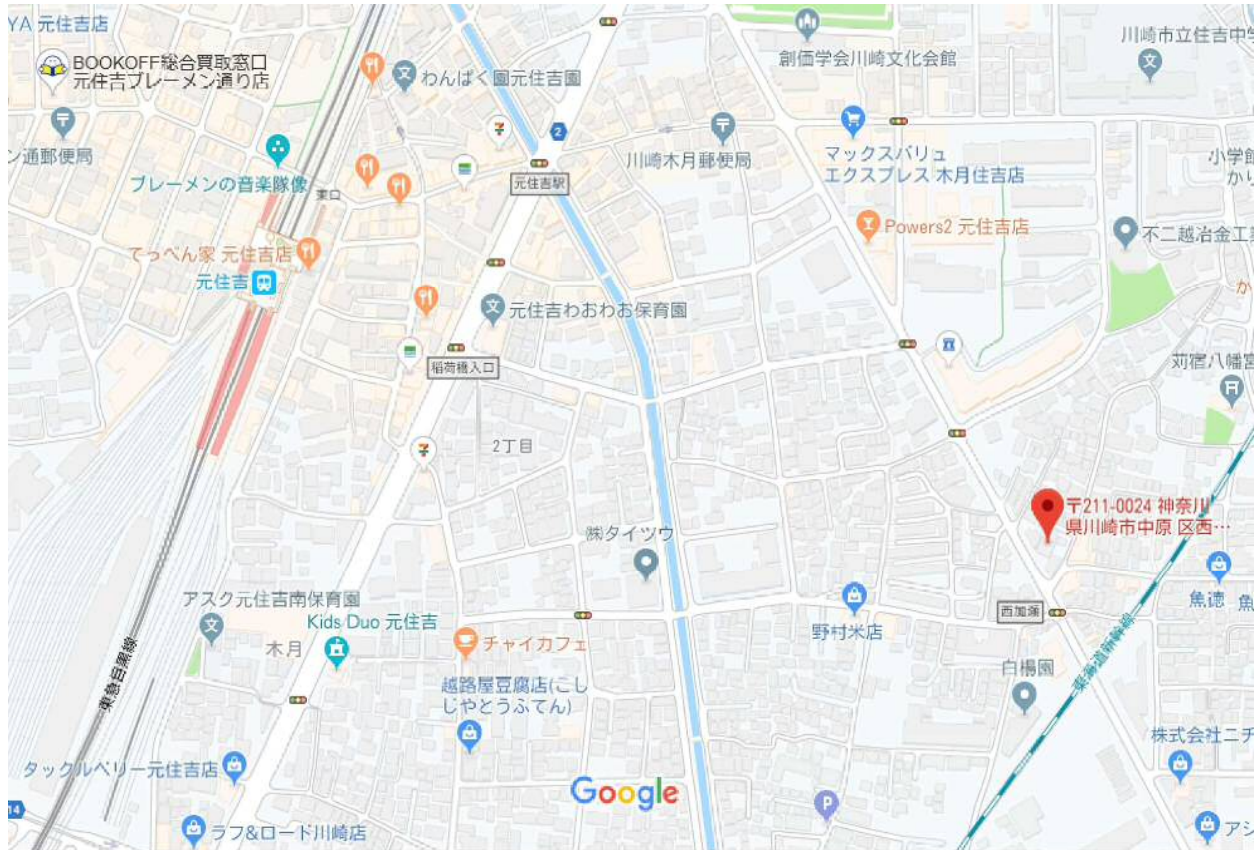 YA 元住吉店
BOOKOFF総合買取窓口
元住吉ブレーメン通り店
わんぱく園元住吉園
創価学会川崎文化会館
川崎市立住吉中学
ン通郵便局
2
川崎木月郵便局
マックスバリュ
エクスプレス 木月住吉店
小学館
か
ブレーメンの音楽隊像
東口
元住吉駅
てっぺん家 元住吉店
元住吉
Powers2 元住吉店
不二越冶金工業
か
元住吉わおわお保育園
稲荷橋入口
苅宿八幡宮
2丁目
〒211-0024 神奈川
県川崎市中原 区西…
㈱タイツウ
魚徳
魚
アスク元住吉南保育園
Kids Duo 元住吉
木月
チャイカフェ
野村米店
西加瀬
東急目黒線
越路屋豆腐店(こし
じやとうふてん)
白楊園
株式会社ニチ
タックルベリー元住吉店
Google
14
P
ラフ&ロード川崎店
アシ